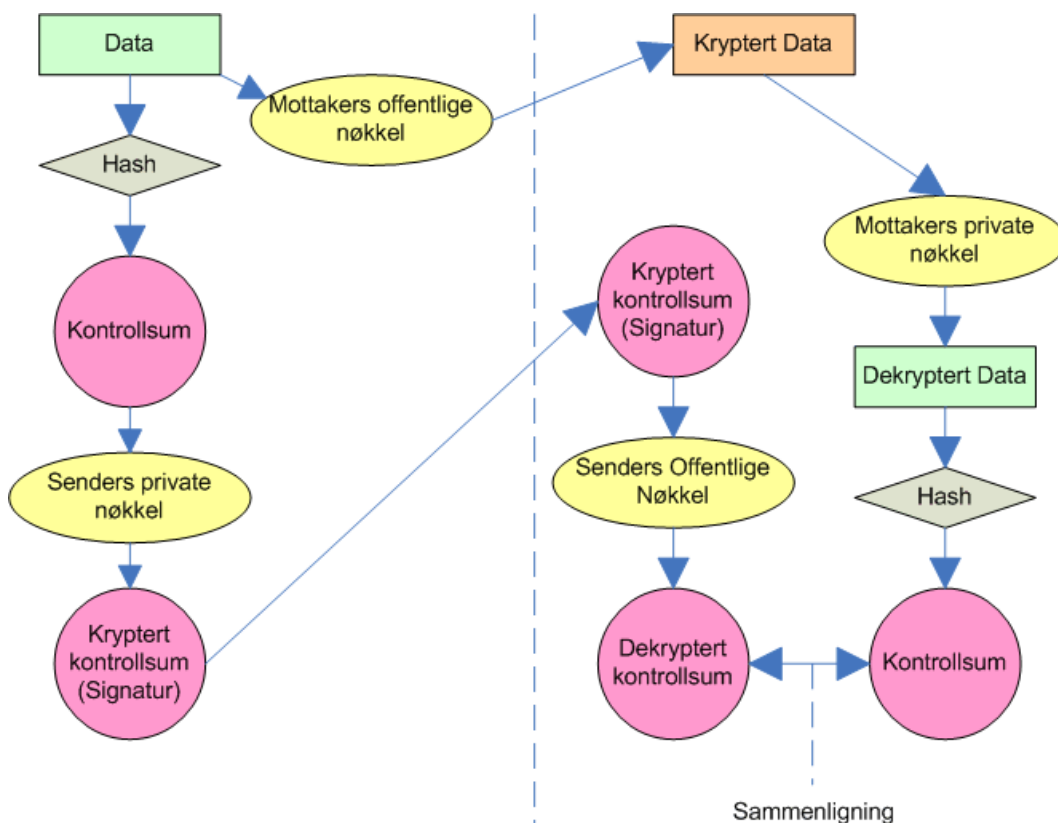 Data
Mottakers offentlige
nøkkel
Hash
Kontrollsum
Senders private
nøkkel
Kryptert
kontrollsum
(Signatur)
Kryptert Data
Mottakers private
nøkkel
Kryptert
kontrollsum
(Signatur)
Dekryptert Data
Senders Offentlige
Nøkkel
Hash
Dekryptert
kontrollsum
Kontrollsum
Sammenligning